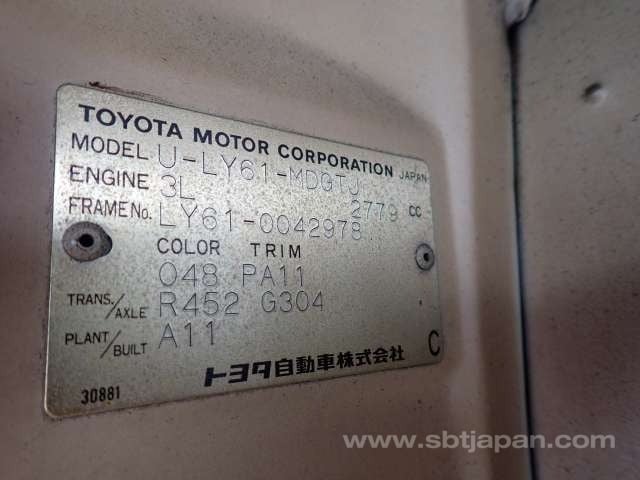 TOYOTA MOTOR CORPORATION JAPAN
MODEL U-LY61-MDGTJ
ENGINE 3L 2779 CC
FRAME No. LY61-0042978
COLOR TRIM
048 PA11
TRANS./AXLE R452 G304
PLANT/BUILT A11
トヨタ自動車株式会社 C
30881
www.sbtjapan.com